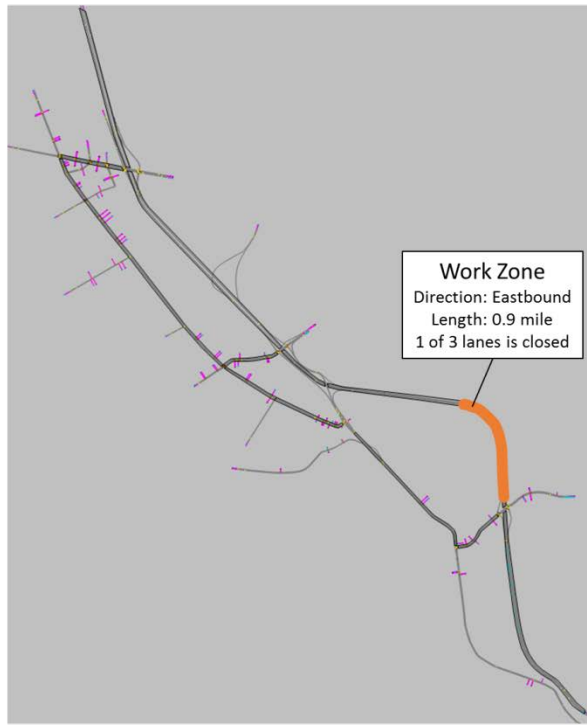 Work Zone
Direction: Eastbound
Length: 0.9 mile
1 of 3 lanes is closed